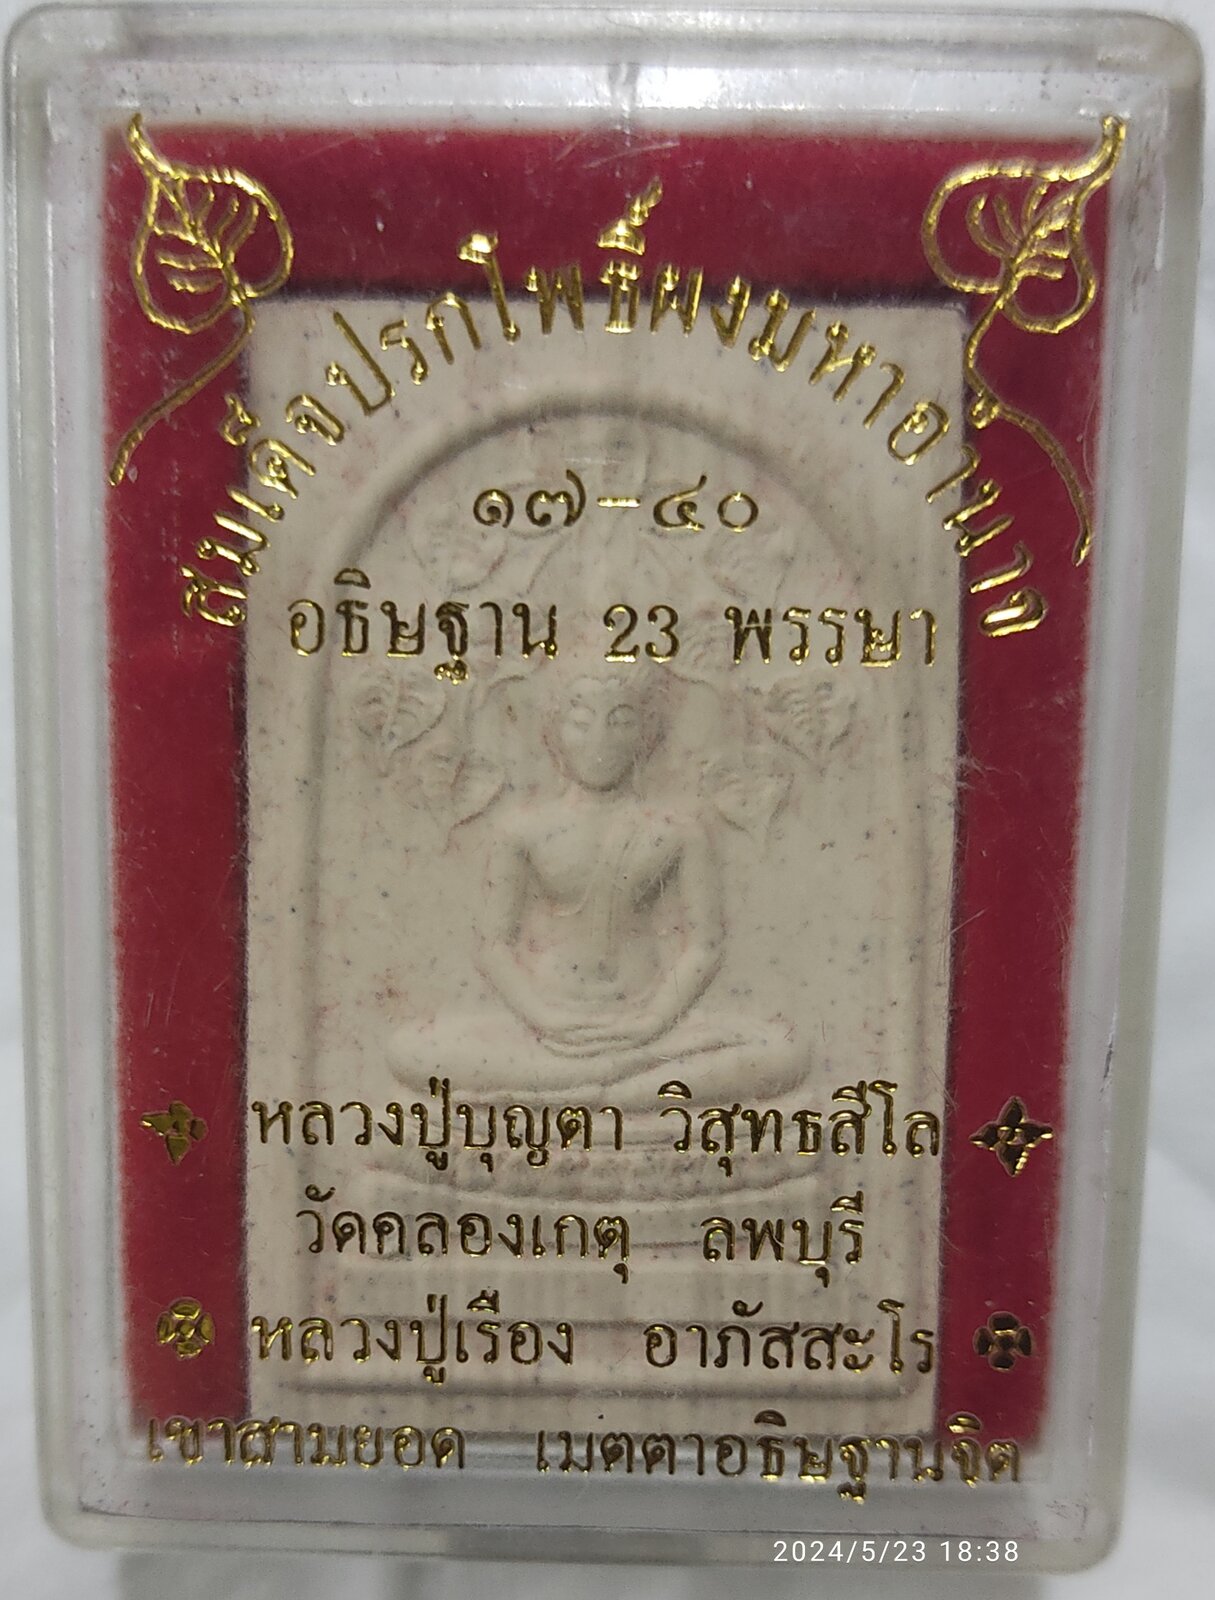 สมเด็จปรกโพธิ์ผงมหาอำนาจ
๑๗-๔๐
อธิษฐาน 23 พรรษา
หลวงปู่บุญตา วิสุทธสีโล
วัดคลองเกตุ ลพบุรี
หลวงปู่เรือง อาภัสสะโร
เขาสามยอด เมตตาอธิษฐานจิต
2024/5/23 18:38